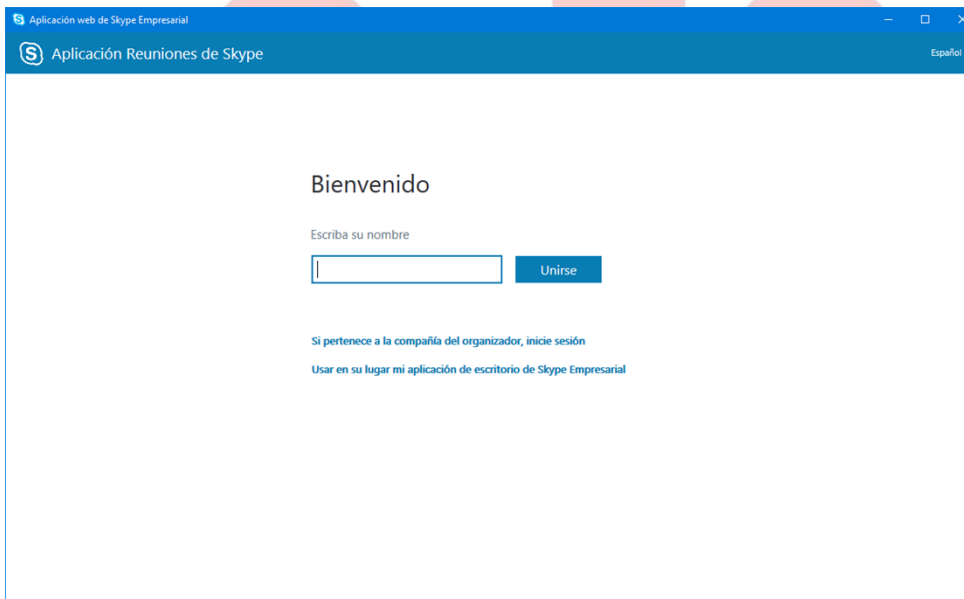 Aplicación web de Skype Empresarial
Aplicación Reuniones de Skype
Español
Bienvenido
Escriba su nombre
Unirse
Si pertenece a la compañía del organizador, inicie sesión
Usar en su lugar mi aplicación de escritorio de Skype Empresarial